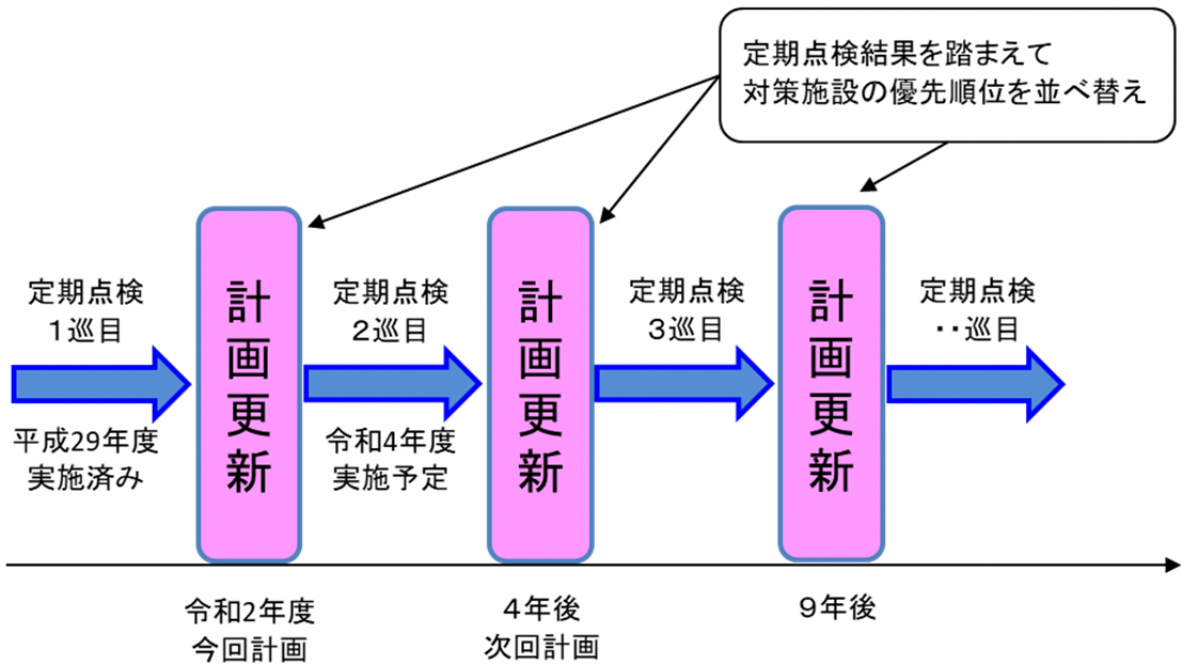 定期点検結果を踏まえて
対策施設の優先順位を並べ替え
定期点検
1巡目
計画更新
定期点検
2巡目
計画更新
定期点検
3巡目
計画更新
定期点検
・・巡目
平成29年度
実施済み
令和4年度
実施予定
令和2年度
今回計画
4年後
次回計画
9年後